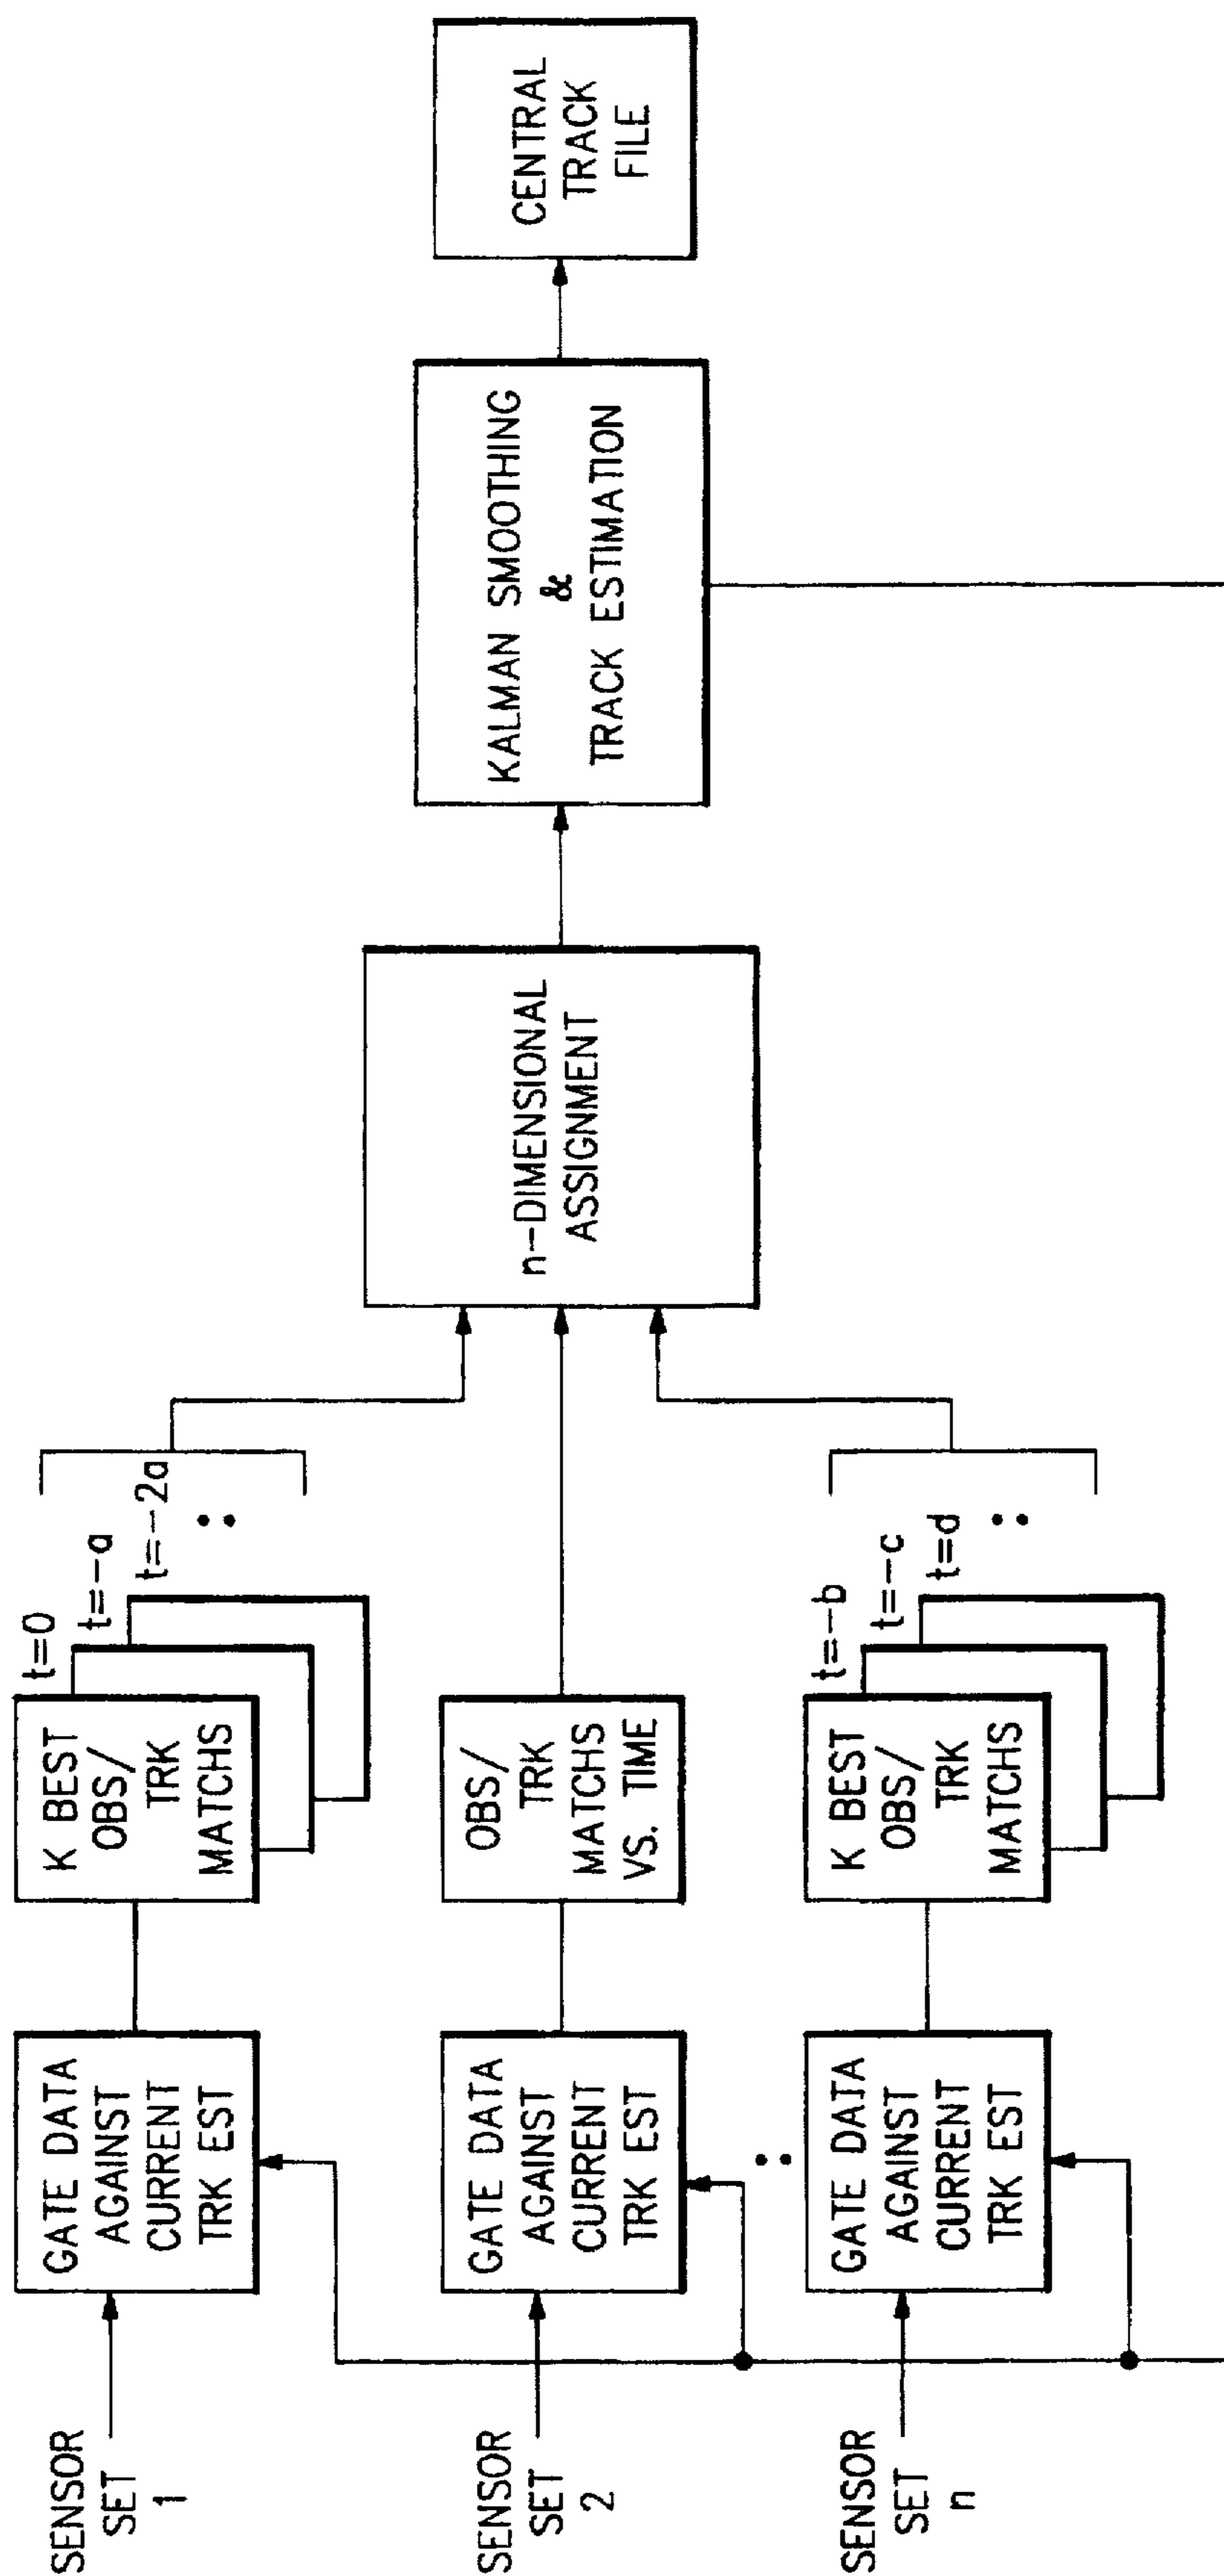 SENSOR
SET
1
GATE DATA
AGAINST
CURRENT
TRK EST
K BEST
OBS/
TRK
MATCHS
t=0
t=-a
t=-2a
SENSOR
SET
2
GATE DATA
AGAINST
CURRENT
TRK EST
OBS/
TRK
MATCHS
VS. TIME
SENSOR
SET
n
GATE DATA
AGAINST
CURRENT
TRK EST
K BEST
OBS/
TRK
MATCHS
t=-b
t=-c
t=d
n-DIMENSIONAL
ASSIGNMENT
KALMAN SMOOTHING
&
TRACK ESTIMATION
CENTRAL
TRACK
FILE